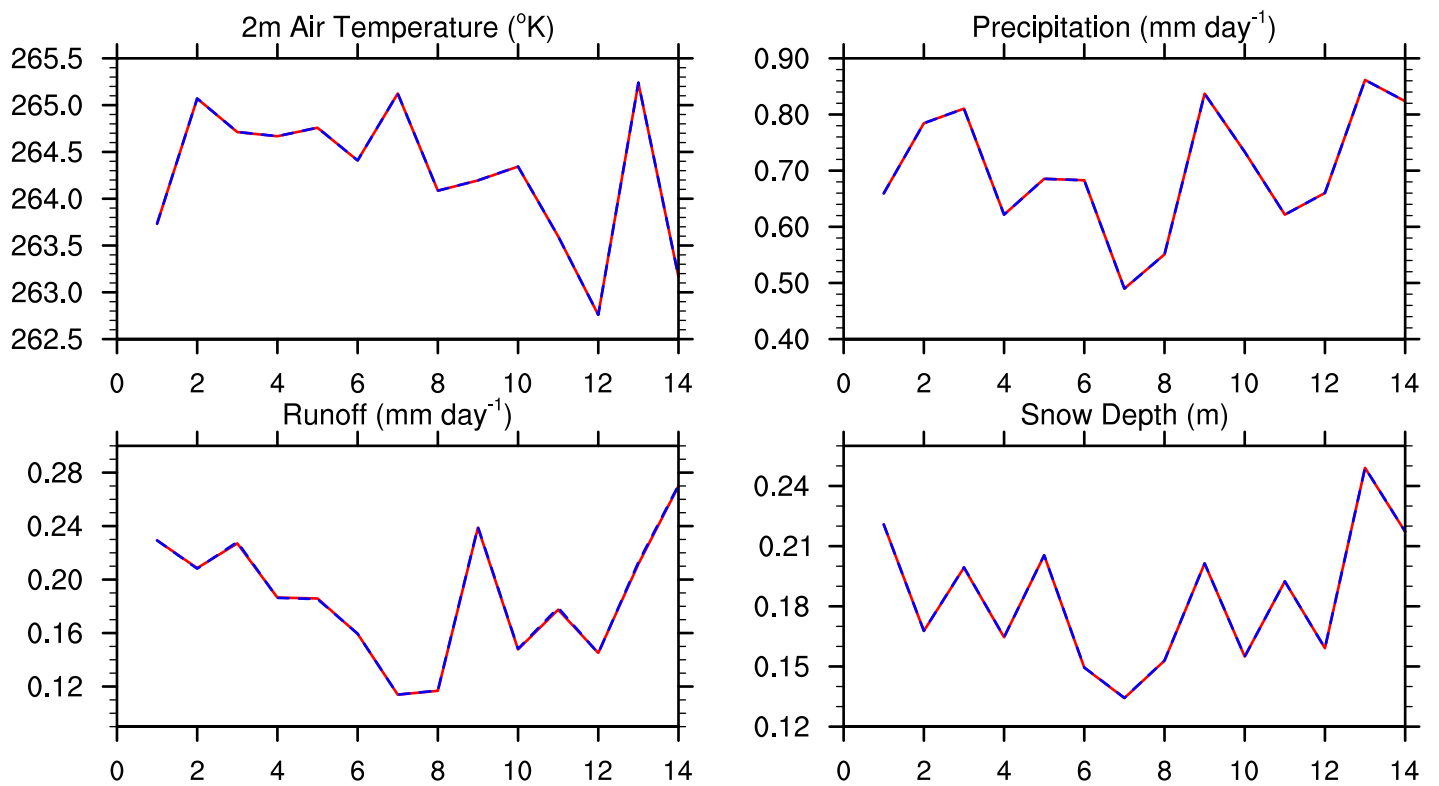 2m Air Temperature (°K)
265.5
265.0
264.5
264.0
263.5
263.0
262.5
0 2 4 6 8 10 12 14
Precipitation (mm day⁻¹)
0.90
0.80
0.70
0.60
0.50
0.40
0 2 4 6 8 10 12 14
Runoff (mm day⁻¹)
0.28
0.24
0.20
0.16
0.12
0 2 4 6 8 10 12 14
Snow Depth (m)
0.24
0.21
0.18
0.15
0.12
0 2 4 6 8 10 12 14